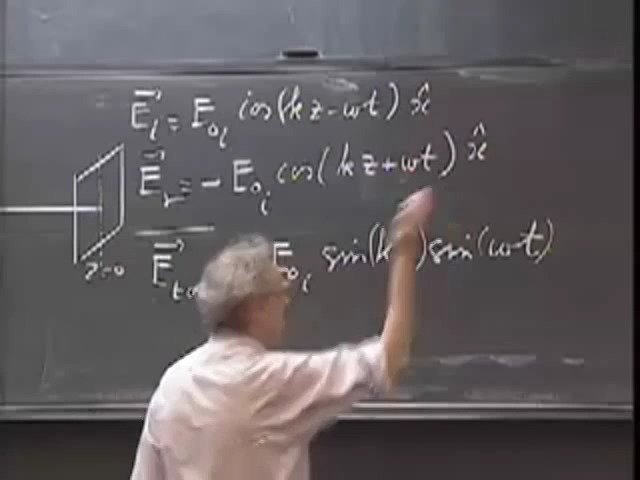 E⃗ᵢ = E₀ᵢ cos(kz-ωt) x̂
E⃗ᵣ = - E₀ᵢ cos(kz+ωt) x̂
z=0
E⃗ E₀ᵢ sin(k ) sin(ωt)